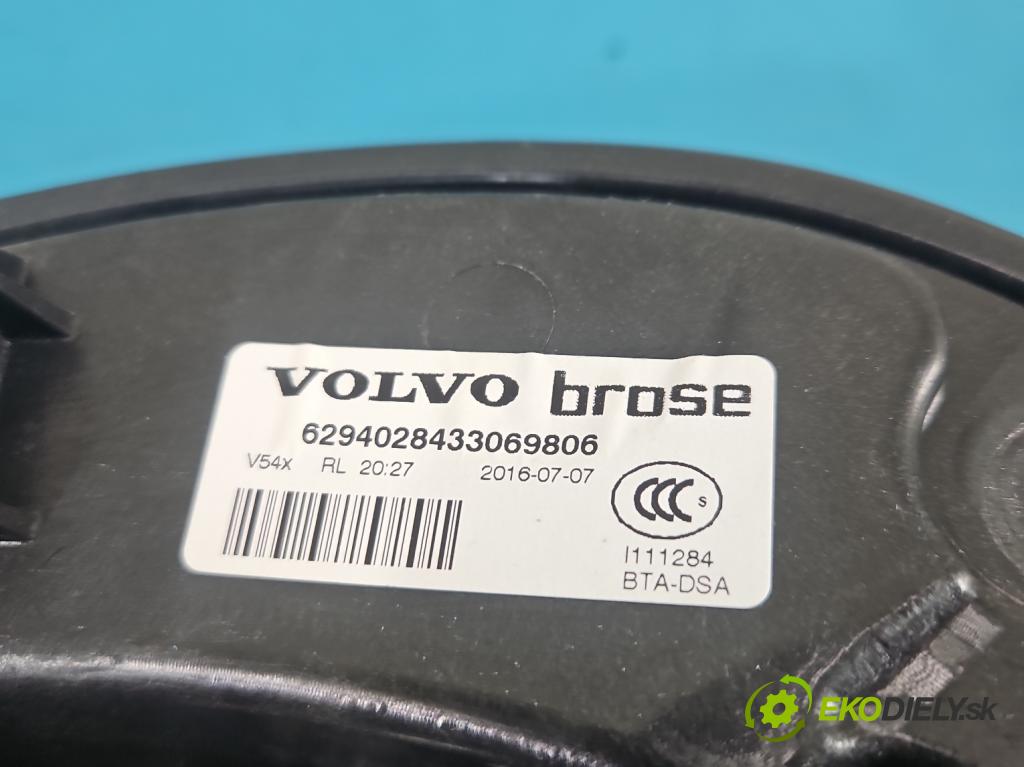 VOLVO brose
6294028433069806
V54x RL 20:27 2016-07-07
CCC S
I111284
BTA-DSA
EKODIELY.sk